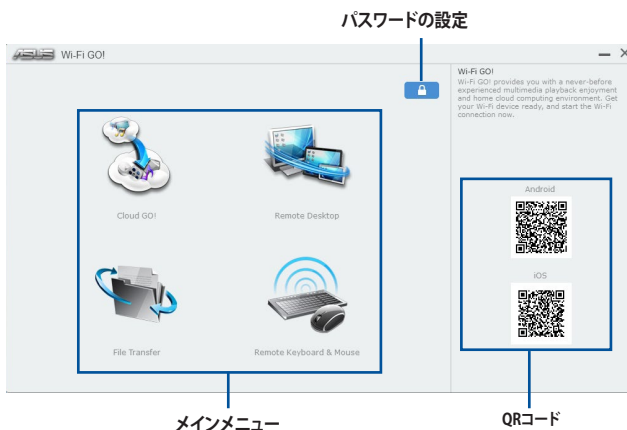 パスワードの設定
ASUS Wi-Fi GO!
Wi-Fi GO!
Wi-Fi GO! provides you with a never-before
experienced multimedia playback enjoyment
and home cloud computing environment. Get
your Wi-Fi device ready, and start the Wi-Fi
connection now.
Cloud GO!
Remote Desktop
File Transfer
Remote Keyboard & Mouse
Android
iOS
メインメニュー
QRコード